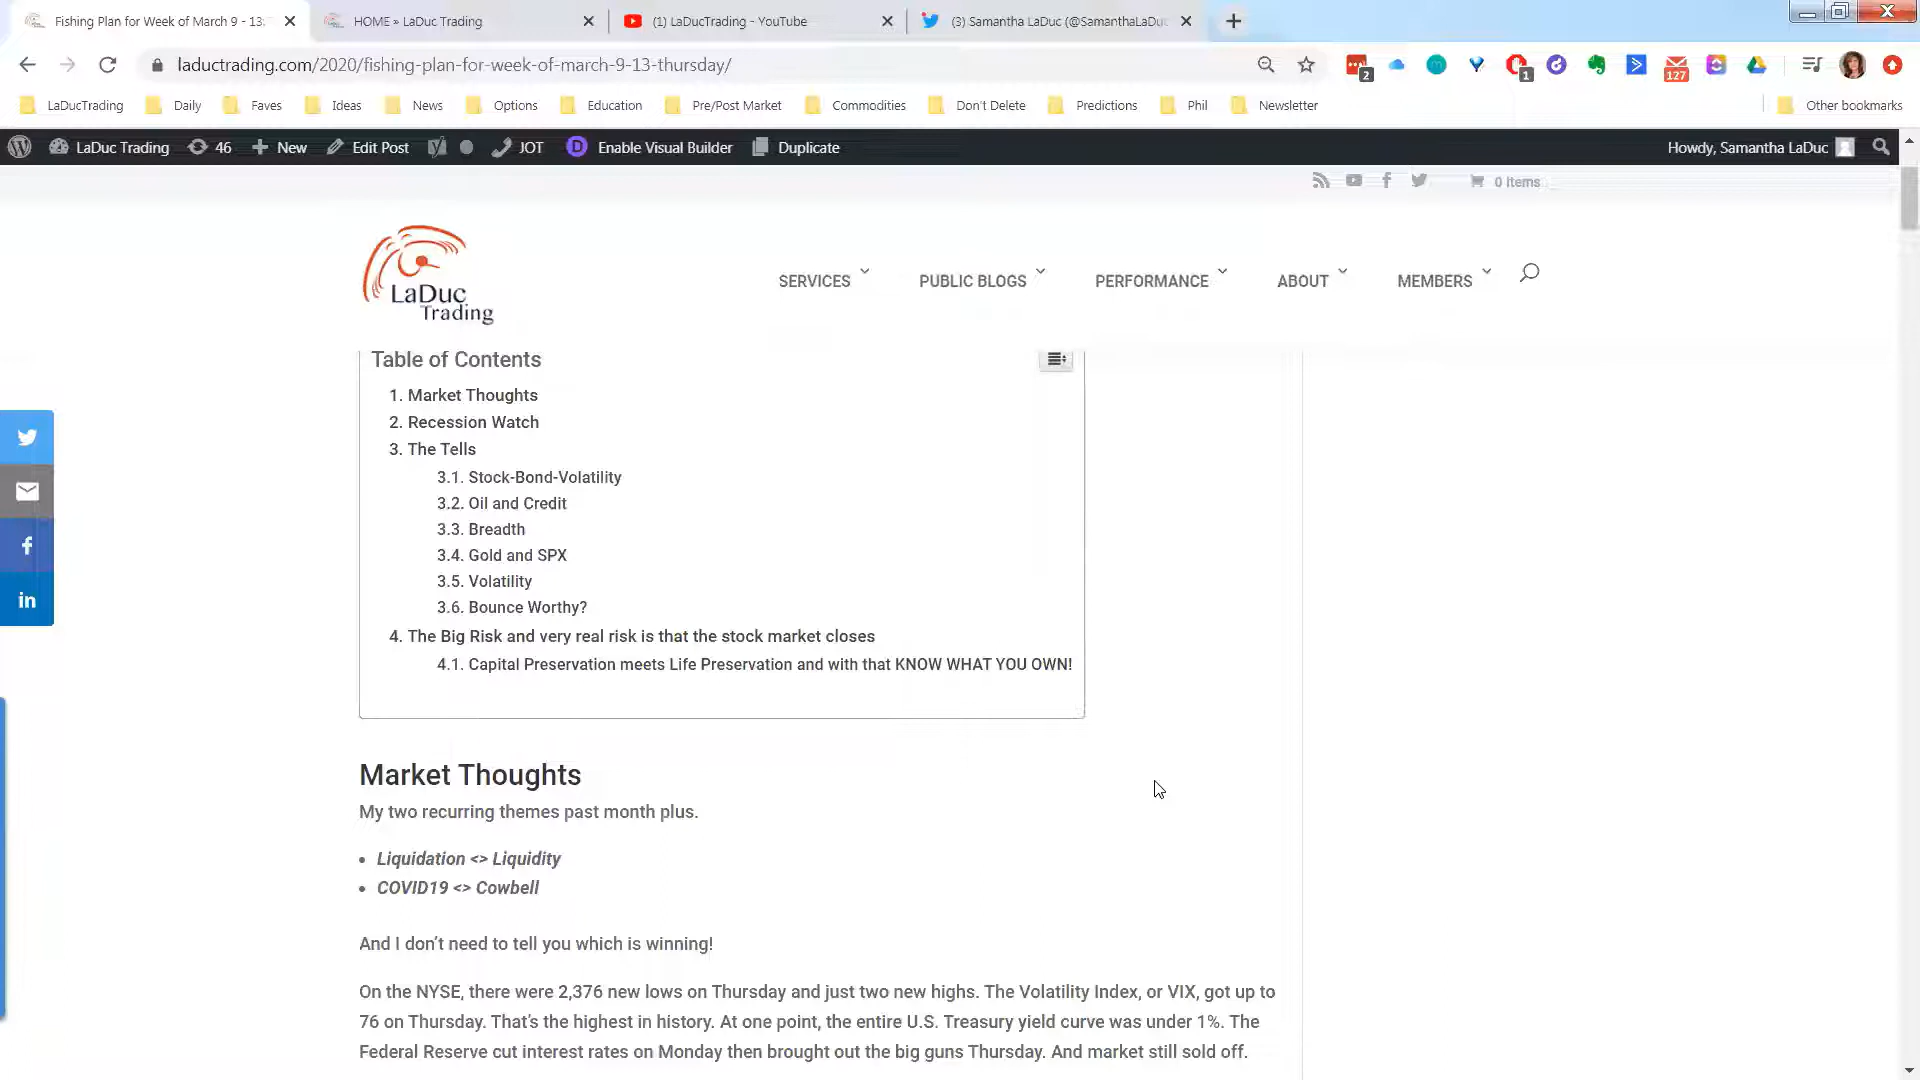 Fishing Plan for Week of March 9 - 13:
HOME » LaDuc Trading
(1) LaDucTrading - YouTube
(3) Samantha LaDuc (@SamanthaLaDuc
laductrading.com/2020/fishing-plan-for-week-of-march-9-13-thursday/
2
1
127
LaDucTrading
Daily
Faves
Ideas
News
Options
Education
Pre/Post Market
Commodities
Don't Delete
Predictions
Phil
Newsletter
Other bookmarks
LaDuc Trading
46
New
Edit Post
JOT
Enable Visual Builder
Duplicate
Howdy, Samantha LaDuc
0 Items
LaDuc
Trading
SERVICES
PUBLIC BLOGS
PERFORMANCE
ABOUT
MEMBERS
Table of Contents
1. Market Thoughts
2. Recession Watch
3. The Tells
3.1. Stock-Bond-Volatility
3.2. Oil and Credit
3.3. Breadth
3.4. Gold and SPX
3.5. Volatility
3.6. Bounce Worthy?
4. The Big Risk and very real risk is that the stock market closes
4.1. Capital Preservation meets Life Preservation and with that KNOW WHAT YOU OWN!
Market Thoughts
My two recurring themes past month plus.
• Liquidation <> Liquidity
• COVID19 <> Cowbell
And I don't need to tell you which is winning!
On the NYSE, there were 2,376 new lows on Thursday and just two new highs. The Volatility Index, or VIX, got up to
76 on Thursday. That's the highest in history. At one point, the entire U.S. Treasury yield curve was under 1%. The
Federal Reserve cut interest rates on Monday then brought out the big guns Thursday. And market still sold off.